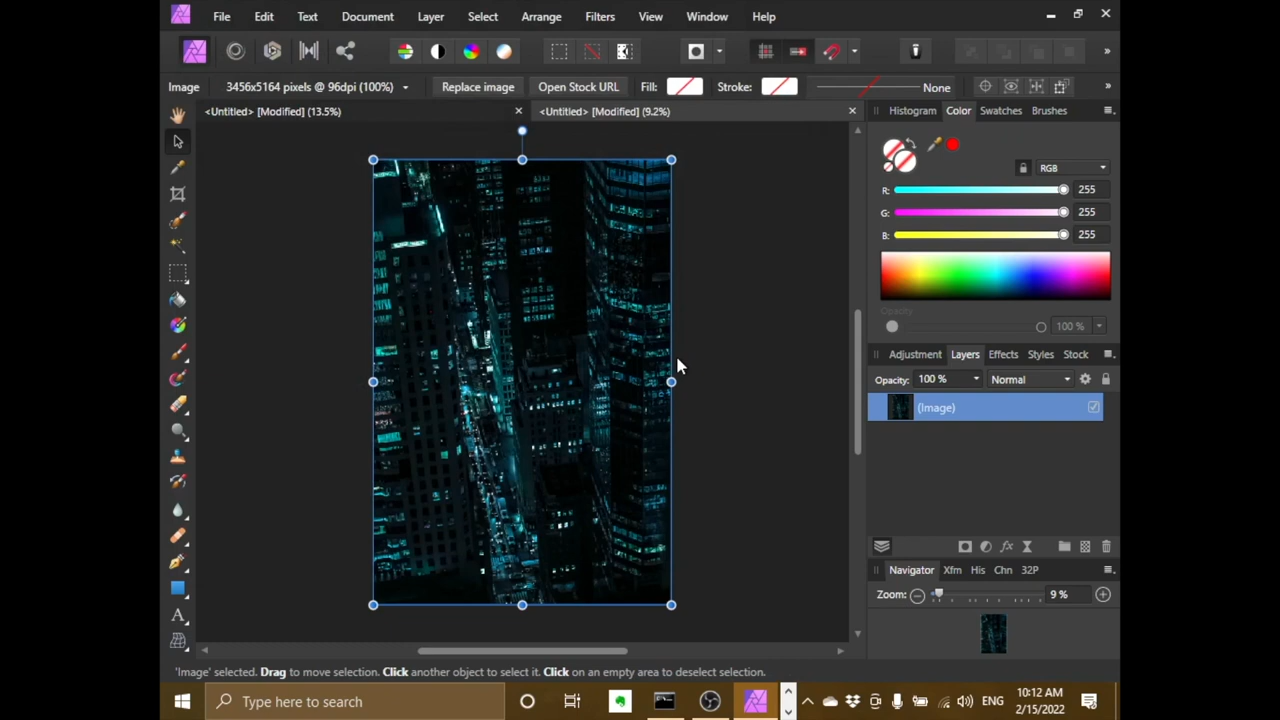 File Edit Text Document Layer Select Arrange Filters View Window Help
Image 3456x5164 pixels @ 96dpi (100%) Replace image Open Stock URL Fill: Stroke: None
<Untitled> [Modified] (13.5%) <Untitled> [Modified] (9.2%)
Histogram Color Swatches Brushes
RGB
R: 255
G: 255
B: 255
Opacity
100 %
Adjustment Layers Effects Styles Stock
Opacity: 100 % Normal
(Image)
Navigator Xfm His Chn 32P
Zoom: 9 %
'Image' selected. Drag to move selection. Click another object to select it. Click on an empty area to deselect selection.
Type here to search
ENG
10:12 AM
2/15/2022